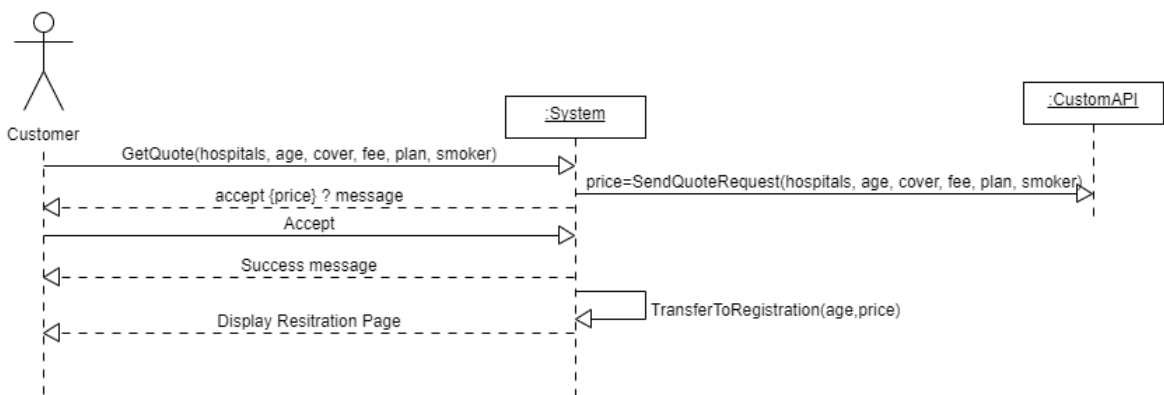 :CustomAPI
:System
Customer
GetQuote(hospitals, age, cover, fee, plan, smoker)
price=SendQuoteRequest(hospitals, age, cover, fee, plan, smoker)
accept {price} ? message
Accept
Success message
TransferToRegistration(age,price)
Display Resitration Page